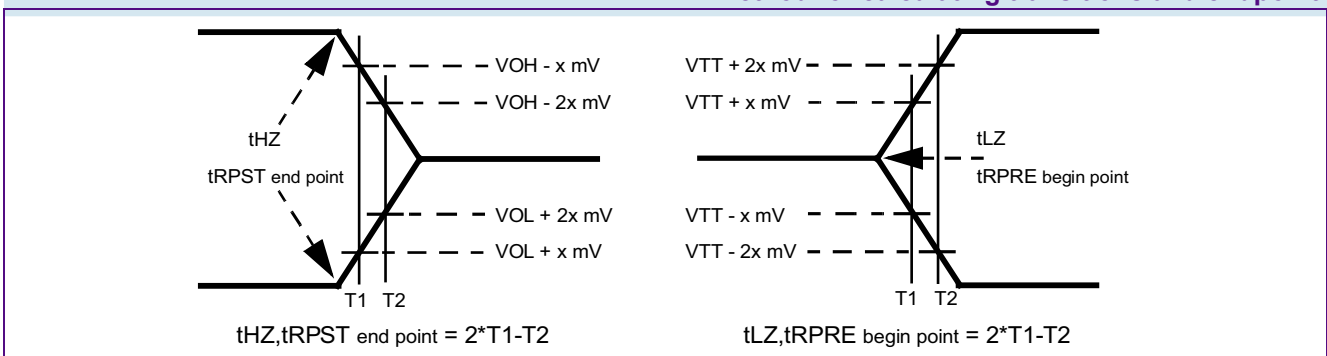 VOH - x mV
VOH - 2x mV
tHZ
tRPST end point
VOL + 2x mV
VOL + x mV
T1 T2
tHZ,tRPST end point = 2*T1-T2
VTT + 2x mV
VTT + x mV
tLZ
tRPRE begin point
VTT - x mV
VTT - 2x mV
T1 T2
tLZ,tRPRE begin point = 2*T1-T2